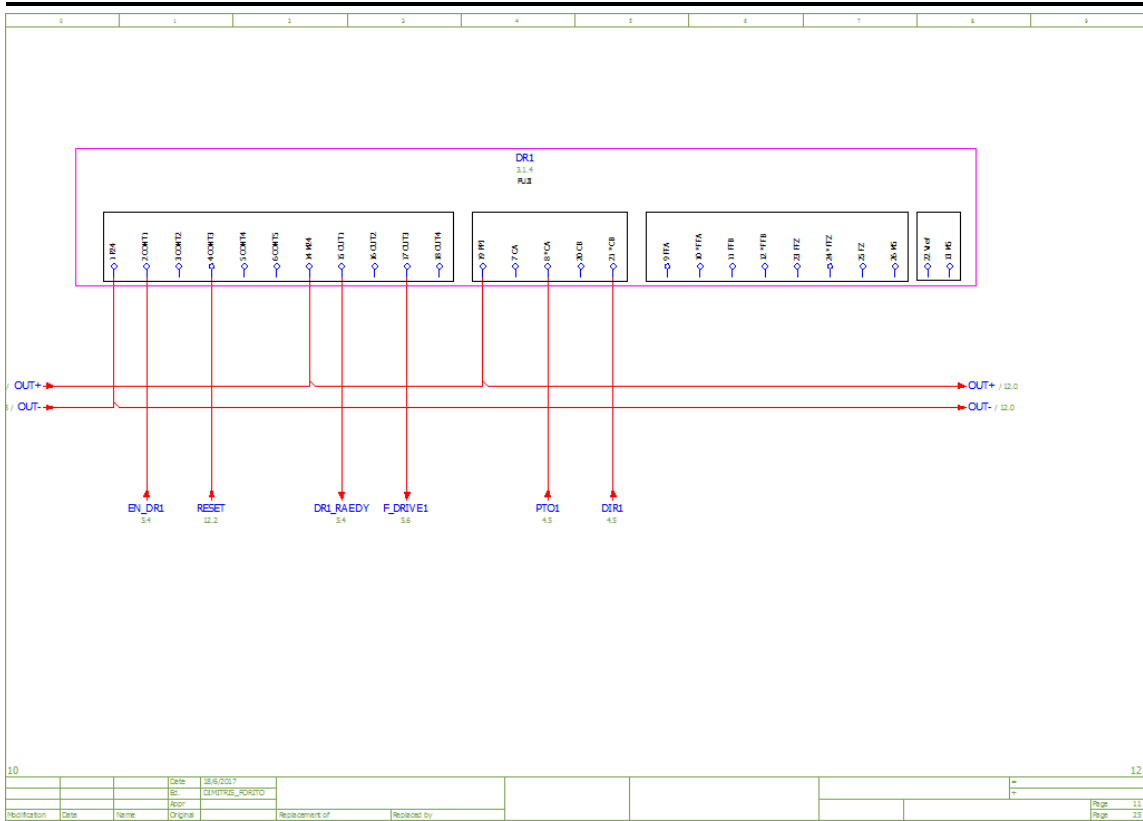 0 1 2 3 4 5 6 7 8 9
DR1
3.1.4
FUJI
1 P24
2 CONT1
3 CONT2
4 CONT3
5 CONT4
6 CONT5
14 M24
15 OUT1
16 OUT2
17 OUT3
18 OUT4
19 PPI
7 CA
8 *CA
20 CB
21 *CB
9 FFA
10 *FFA
11 FFB
12 *FFB
23 FFZ
24 *FFZ
25 FZ
26 M5
22 Vref
13 M5
/ OUT+
/ OUT-
OUT+ / 12.0
OUT- / 12.0
EN_DR1
5.4
RESET
12.2
DR1_RAEDY
5.4
F_DRIVE1
5.6
PTO1
4.5
DIR1
4.5
10
12
Date 18/6/2017
Ed. DIMITRIS_FORITO
Appr
Modification Date Name Original Replacement of Replaced by
=
+
Page 11
Page 25